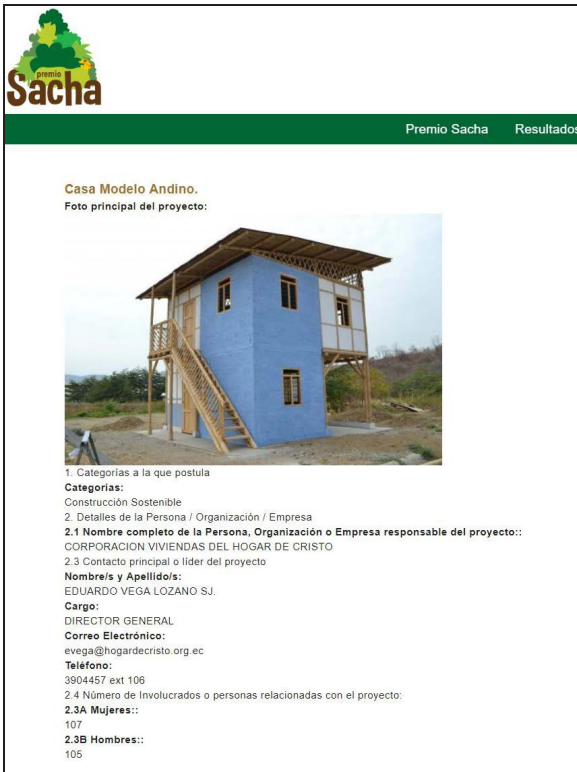 premio
Sacha
Premio Sacha Resultados
Casa Modelo Andino.
Foto principal del proyecto:
1. Categorías a la que postula
Categorías:
Construcción Sostenible
2. Detalles de la Persona / Organización / Empresa
2.1 Nombre completo de la Persona, Organización o Empresa responsable del proyecto::
CORPORACION VIVIENDAS DEL HOGAR DE CRISTO
2.3 Contacto principal o líder del proyecto
Nombre/s y Apellido/s:
EDUARDO VEGA LOZANO SJ.
Cargo:
DIRECTOR GENERAL
Correo Electrónico:
evega@hogardecristo.org.ec
Teléfono:
3904457 ext 106
2.4 Número de Involucrados o personas relacionadas con el proyecto:
2.3A Mujeres::
107
2.3B Hombres::
105